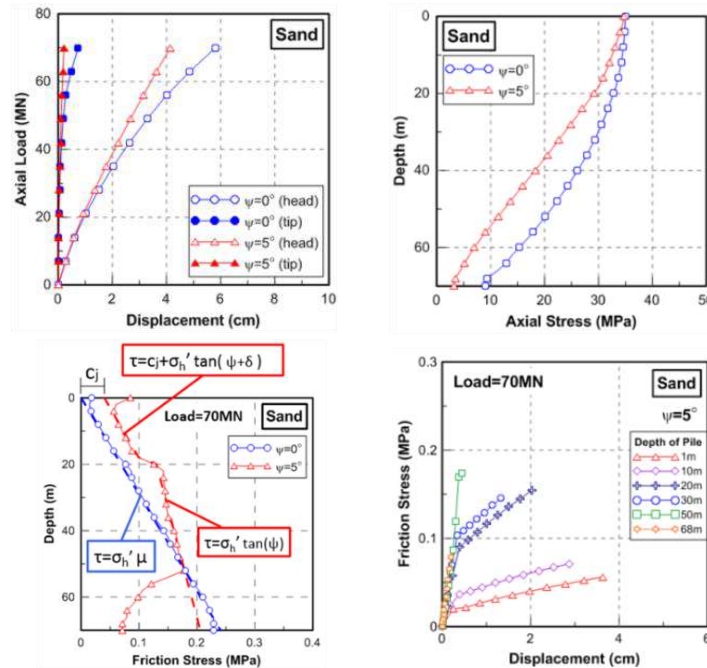 Axial Load (MN)
80
60
40
20
0
Sand
ψ=0° (head)
ψ=0° (tip)
ψ=5° (head)
ψ=5° (tip)
0 2 4 6 8 10
Displacement (cm)
Depth (m)
0
20
40
60
Sand
ψ=0°
ψ=5°
0 10 20 30 40 50
Axial Stress (MPa)
τ=cj+σh' tan( ψ+δ )
cj
Load=70MN
Sand
ψ=0°
ψ=5°
Depth (m)
0
20
40
60
τ=σh' μ
τ=σh' tan(ψ)
0 0.1 0.2 0.3 0.4
Friction Stress (MPa)
Friction Stress (MPa)
0.3
0.2
0.1
0
Load=70MN
Sand
ψ=5°
Depth of Pile
1m
10m
20m
30m
50m
68m
0 2 4 6
Displacement (cm)